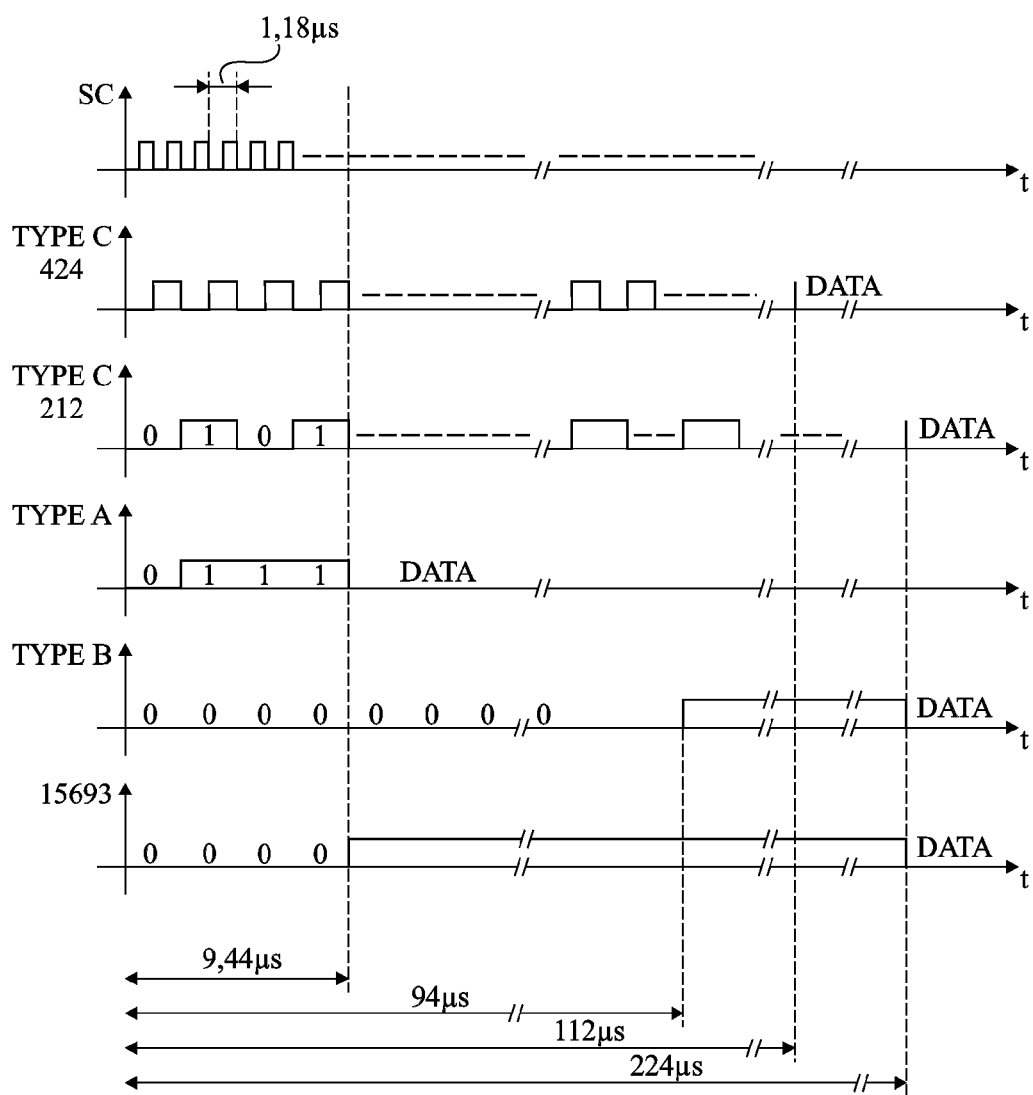 1,18µs
SC
t
TYPE C
424
DATA
t
TYPE C
212
0 1 0 1
DATA
t
TYPE A
0 1 1 1
DATA
t
TYPE B
0 0 0 0 0 0 0 0
DATA
t
15693
0 0 0 0
DATA
t
9,44µs
94µs
112µs
224µs